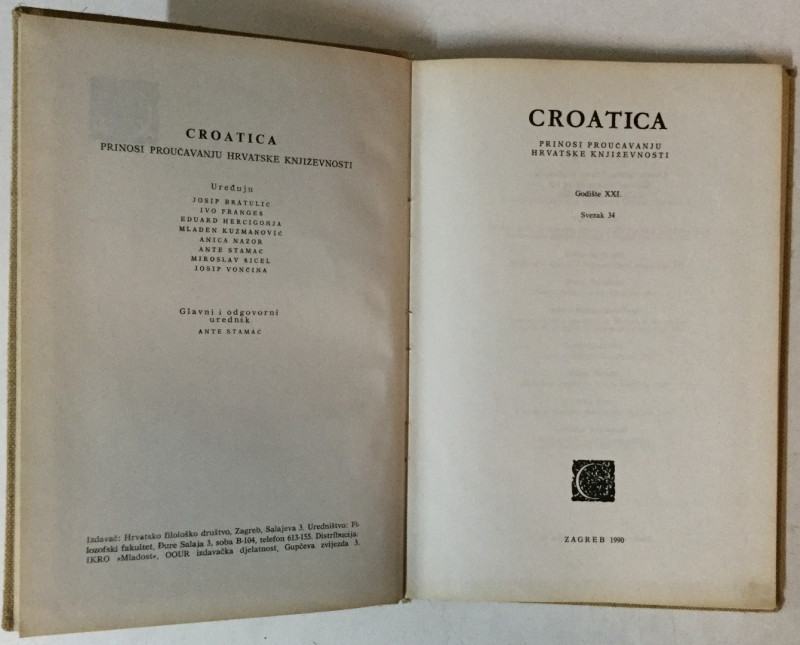 CROATICA
PRINOSI PROUČAVANJU HRVATSKE KNJIŽEVNOSTI
Uređuju
JOSIP BRATULIĆ
IVO FRANGEŠ
EDUARD HERCIGONJA
MLADEN KUZMANOVIĆ
ANICA NAZOR
ANTE STAMAĆ
MIROSLAV ŠICEL
JOSIP VONČINA
Glavni i odgovorni
urednik
ANTE STAMAĆ
Izdavač: Hrvatsko filološko društvo, Zagreb, Salajeva 3. Uredništvo: Fi-
lozofski fakultet, Đure Salaja 3, soba B-104, telefon 613-155. Distribucija:
IKRO »Mladost«, OOUR izdavačka djelatnost, Gupčeva zvijezda 3.
CROATICA
PRINOSI PROUČAVANJU
HRVATSKE KNJIŽEVNOSTI
Godište XXI.
Svezak 34
C
ZAGREB 1990